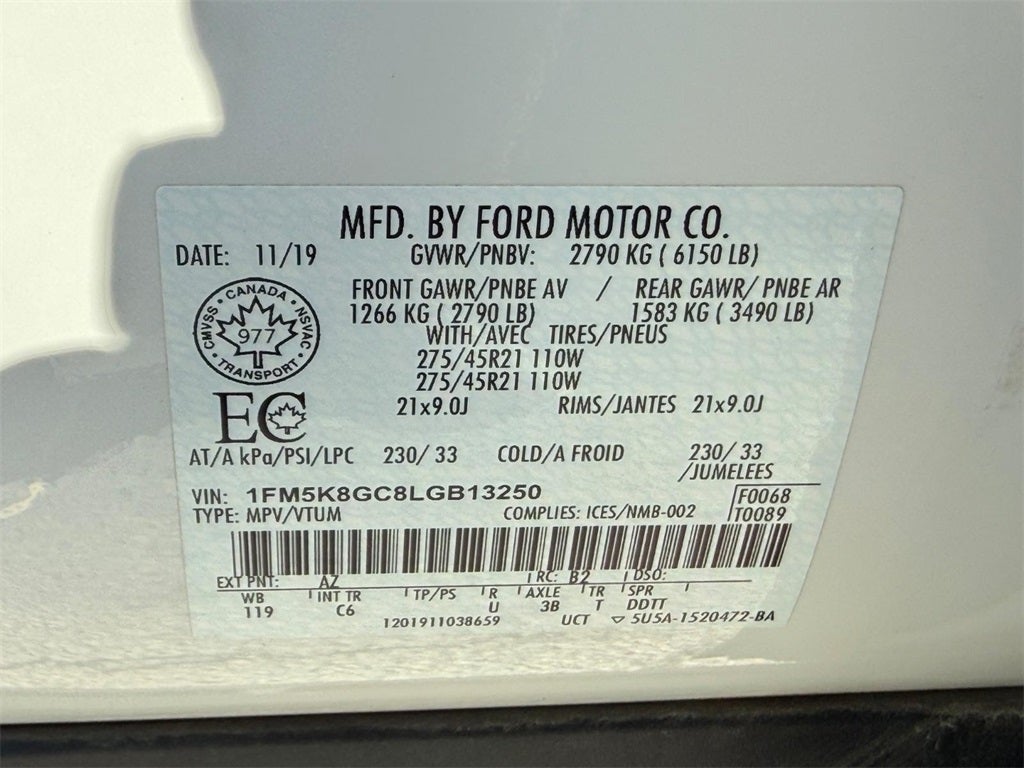 MFD. BY FORD MOTOR CO.
DATE: 11/19 GVWR/PNBV: 2790 KG ( 6150 LB)
FRONT GAWR/PNBE AV / REAR GAWR/ PNBE AR
1266 KG ( 2790 LB) 1583 KG ( 3490 LB)
WITH/AVEC TIRES/PNEUS
275/45R21 110W
275/45R21 110W
21x9.0J RIMS/JANTES 21x9.0J
CMVSS · CANADA · NSVAC
977
TRANSPORT
EC
AT/A kPa/PSI/LPC 230/ 33 COLD/A FROID 230/ 33
/JUMELEES
VIN: 1FM5K8GC8LGB13250 F0068
TYPE: MPV/VTUM COMPLIES: ICES/NMB-002 T0089
EXT PNT: AZ RC: B2 DSO:
WB INT TR TP/PS R AXLE TR SPR
119 C6 U 3B T DDTT
1201911038659 UCT ▽ 5U5A-1520472-BA